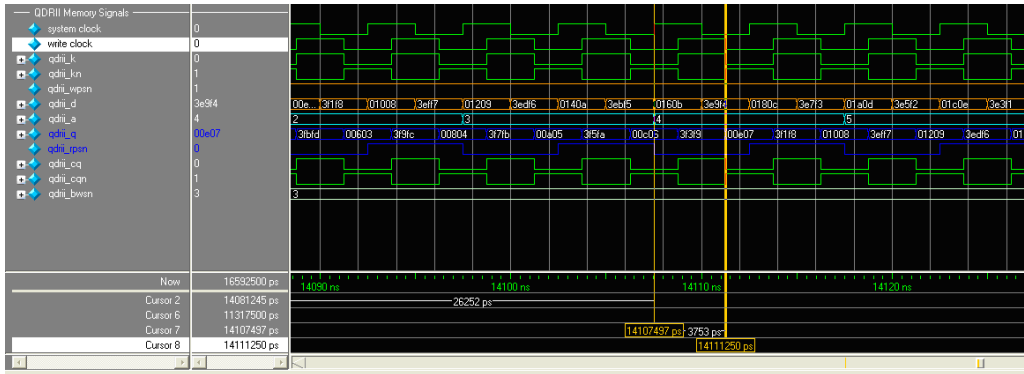 QDRII Memory Signals
system clock 0
write clock 0
qdrii_k 0
qdrii_kn 1
qdrii_wpsn 1
qdrii_d 3e9f4 00e... 3f1f8 01008 3eff7 01209 3edf6 0140a 3ebf5 0160b 3e9f4 0180c 3e7f3 01a0d 3e5f2 01c0e 3e3f1
qdrii_a 4 2 3 4 5
qdrii_q 00e07 3fbfd 00603 3f9fc 00804 3f7fb 00a05 3f5fa 00c05 3f3f9 00e07 3f1f8 01008 3eff7 01209 3edf6 01
qdrii_rpsn 0
qdrii_cq 0
qdrii_cqn 1
qdrii_bwsn 3 3
Now 16592500 ps 14090 ns 14100 ns 14110 ns 14120 ns
Cursor 2 14081245 ps 26252 ps
Cursor 6 11317500 ps
Cursor 7 14107497 ps 14107497 ps 3753 ps
Cursor 8 14111250 ps 14111250 ps